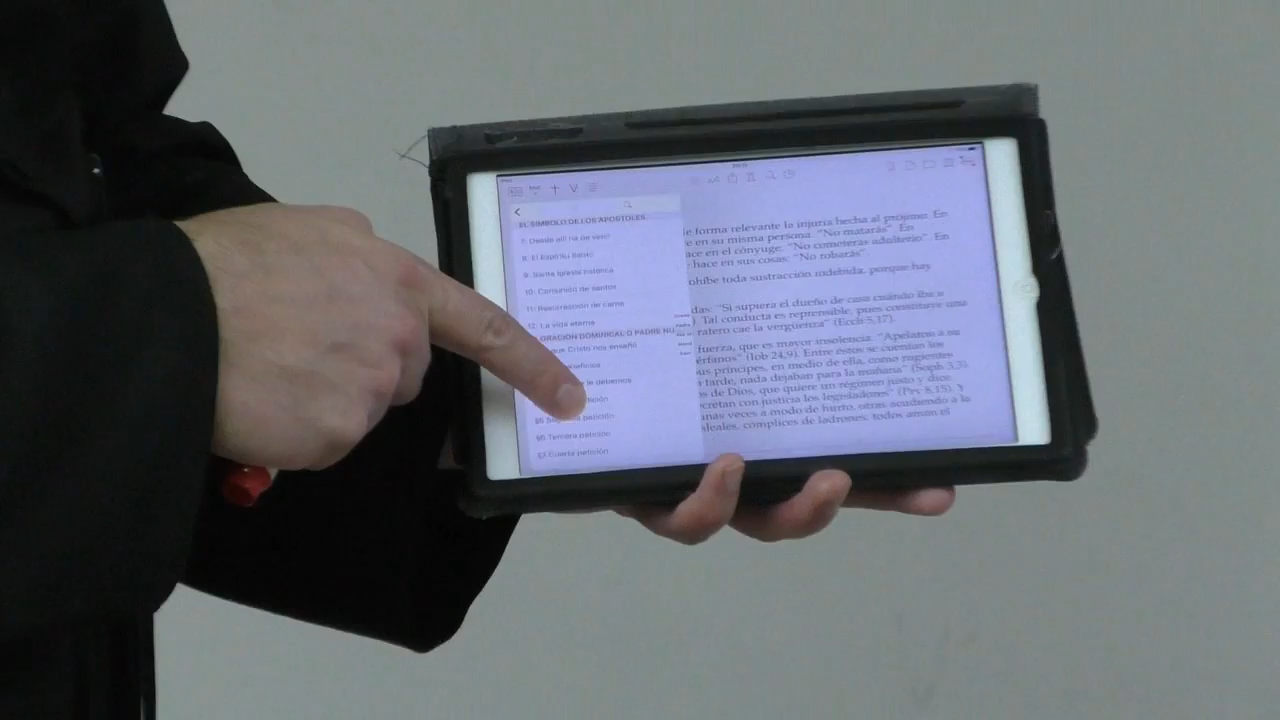 EL SIMBOLO DE LOS APOSTOLES
7. Desde allí ha de venir
8. El Espíritu Santo
9. Santa Iglesia católica
10. Comunión de santos
11. Resurrección de carne
12. La vida eterna
ORACIÓN DOMINICAL O PADRE NU
que Cristo nos enseñó
le debemos
petición
Tercera petición
Cuarta petición
de forma relevante la injuria hecha al prójimo. En
e en su misma persona. "No matarás". En
ace en el cónyuge: "No cometerás adulterio". En
hace en sus cosas: "No robarás".
ohíbe toda sustracción indebida, porque hay
das: "Si supiera el dueño de casa cuándo iba a
Tal conducta es reprensible, pues constituye una
ratero cae la vergüenza" (Eccli 5,17).
fuerza, que es mayor insolencia. "Apelaron a su
érfanos" (Job 24,9). Entre éstos se cuentan los
us príncipes, en medio de ella, como rugientes
tarde, nada dejaban para la mañana" (Soph 3,3)
s de Dios, que quiere un régimen justo y dice:
cretan con justicia los legisladores" (Prv 8,15). y
unas veces a modo de hurto, otras acudiendo a la
sleales, cómplices de ladrones, todos aman el